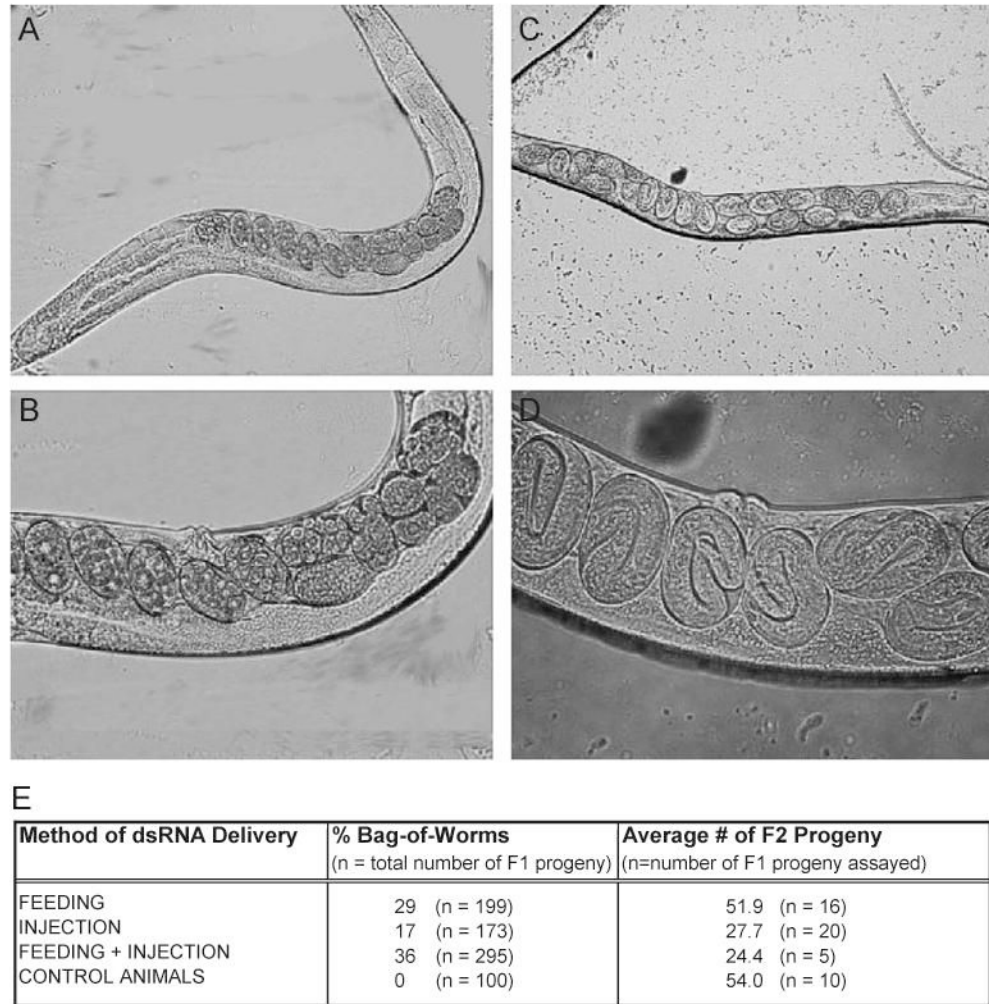 A
C
B
D
E
Method of dsRNA Delivery
% Bag-of-Worms
Average # of F2 Progeny
(n = total number of F1 progeny)
(n=number of F1 progeny assayed)
FEEDING
29 (n = 199)
51.9 (n = 16)
INJECTION
17 (n = 173)
27.7 (n = 20)
FEEDING + INJECTION
36 (n = 295)
24.4 (n = 5)
CONTROL ANIMALS
0 (n = 100)
54.0 (n = 10)